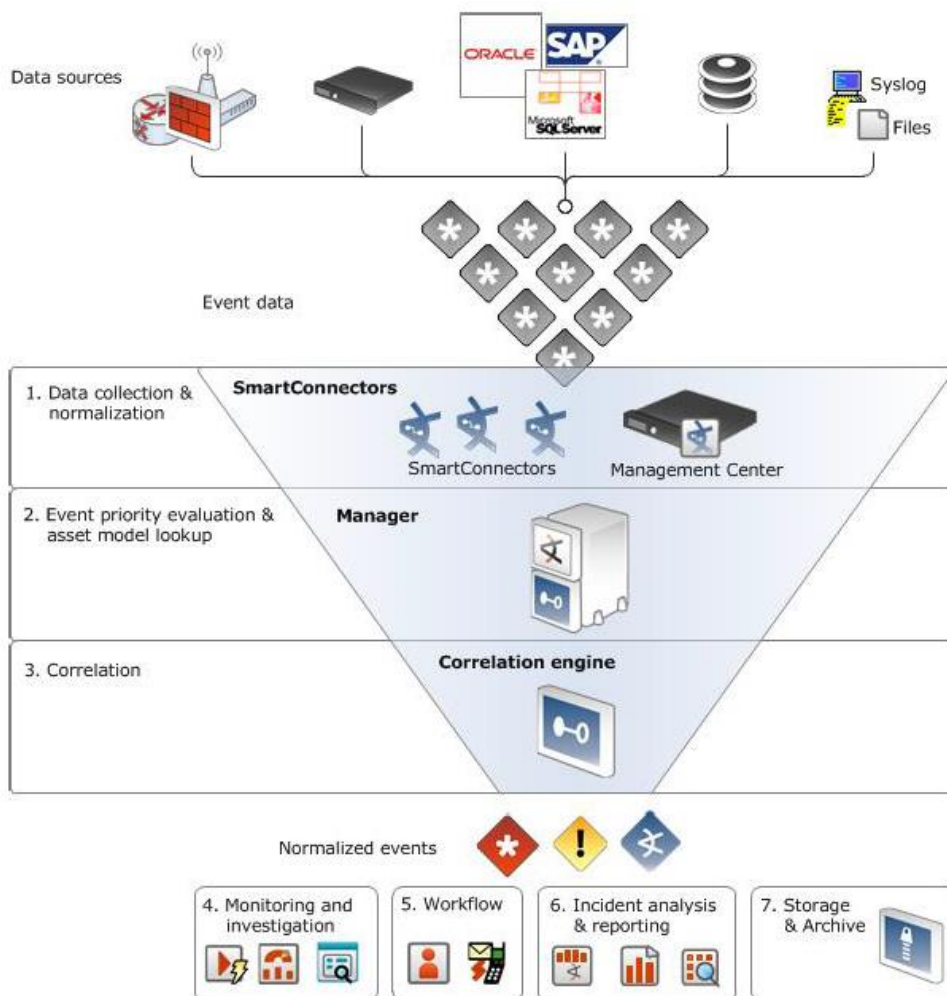 ORACLE
SAP
®
Data sources
Syslog
Microsoft
SQL Server
Files
Event data
1. Data collection &
normalization
SmartConnectors
SmartConnectors
Management Center
2. Event priority evaluation &
asset model lookup
Manager
3. Correlation
Correlation engine
Normalized events
4. Monitoring and
investigation
5. Workflow
6. Incident analysis
& reporting
7. Storage
& Archive